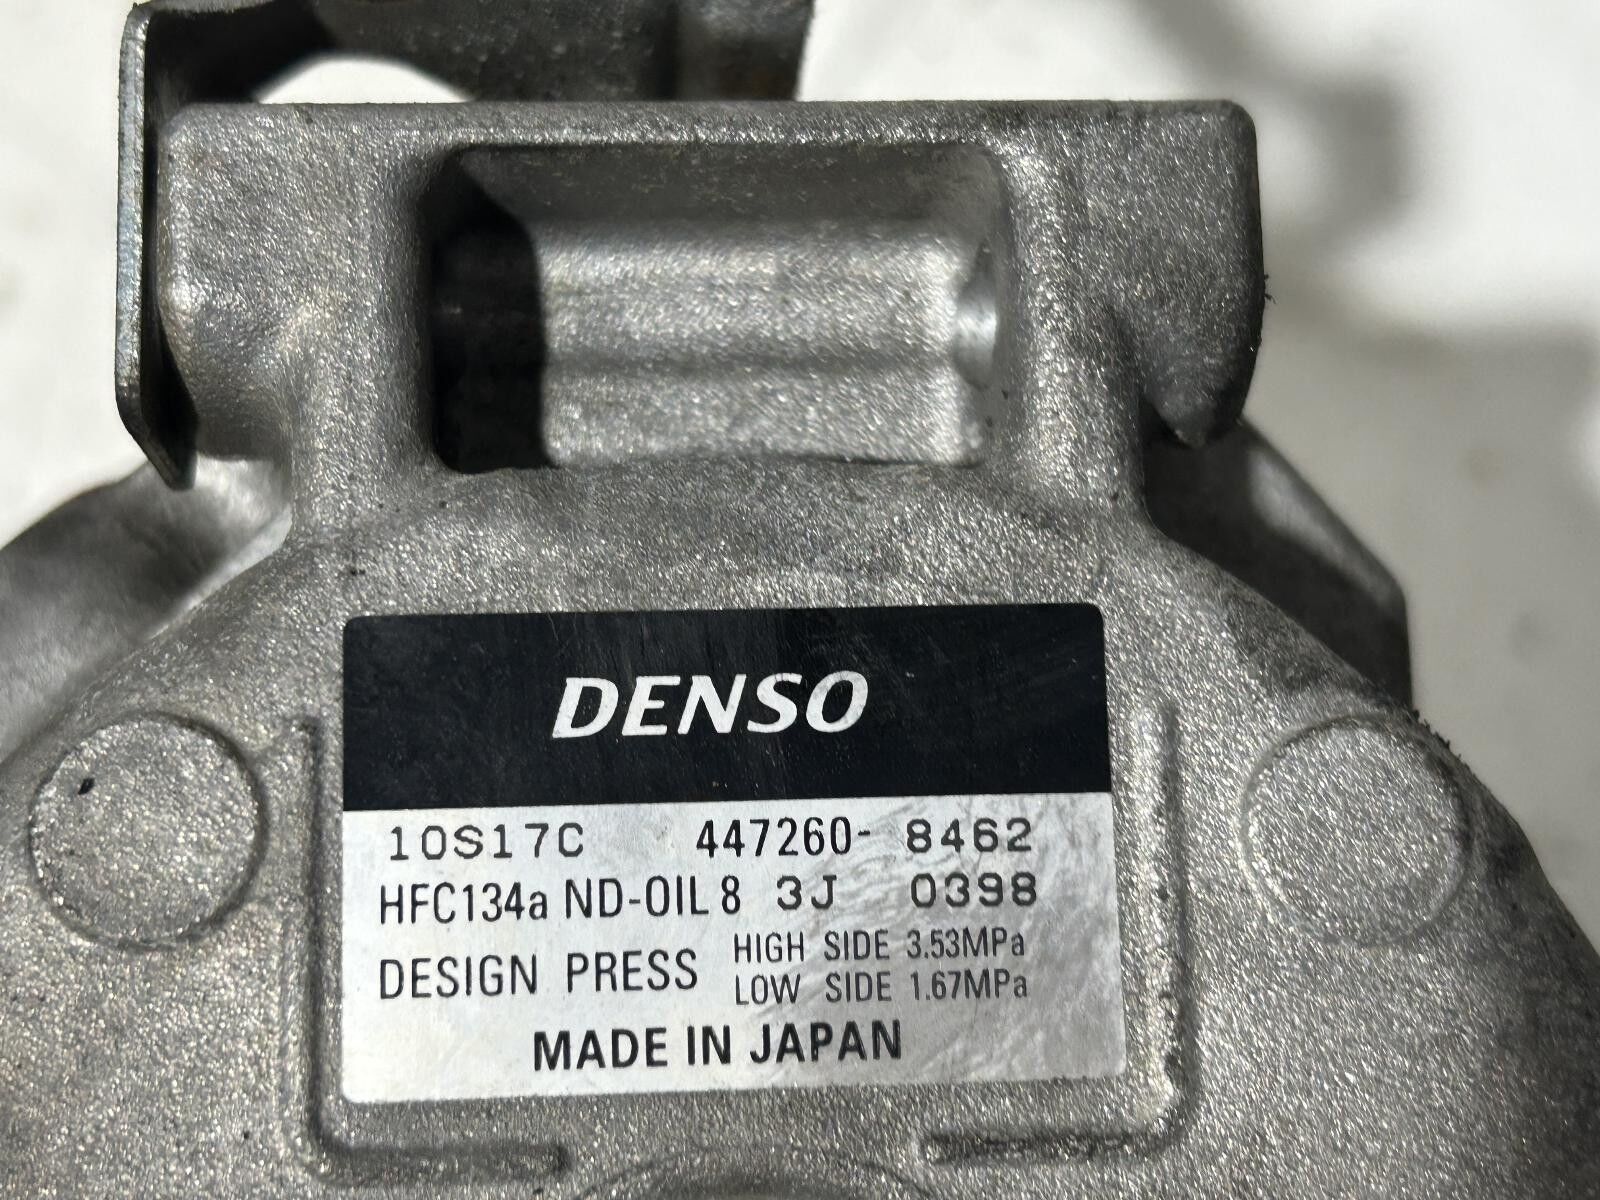 DENSO
10S17C 447260- 8462
HFC134a ND-OIL 8 3J 0398
DESIGN PRESS HIGH SIDE 3.53MPa
LOW SIDE 1.67MPa
MADE IN JAPAN